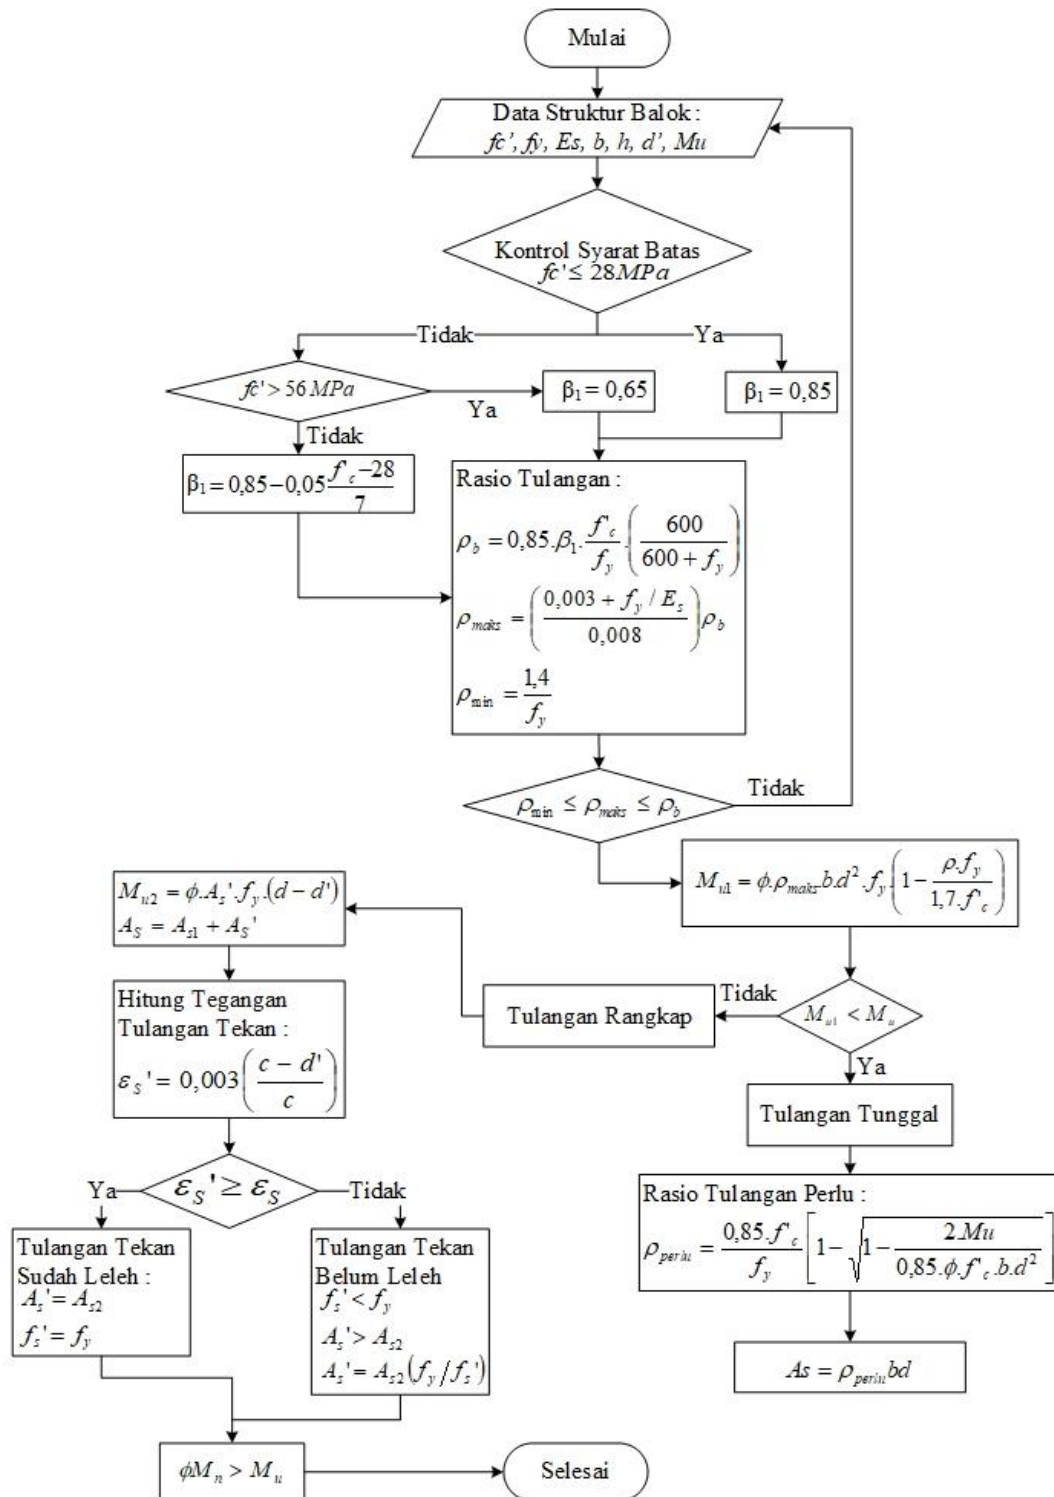 Mulai
Data Struktur Balok :
fc', fy, Es, b, h, d', Mu
Kontrol Syarat Batas
fc' ≤ 28MPa
Tidak
Ya
fc' > 56 MPa
Ya
β₁ = 0,65
β₁ = 0,85
Tidak
β₁ = 0,85 − 0,05 (f'c − 28)/7
Rasio Tulangan :
ρb = 0,85.β₁.(f'c/fy).(600/(600 + fy))
ρmaks = ((0,003 + fy / Es)/0,008) ρb
ρmin = 1,4/fy
ρmin ≤ ρmaks ≤ ρb
Tidak
Mu1 = ϕ.ρmaks b.d².fy.(1 − (ρ.fy)/(1,7.f'c))
Mu1 < Mu
Tidak
Tulangan Rangkap
Mu2 = ϕ.As'.fy.(d − d')
AS = As1 + AS'
Hitung Tegangan
Tulangan Tekan :
εS' = 0,003((c − d')/c)
εS' ≥ εS
Ya
Tidak
Tulangan Tekan
Sudah Leleh :
As' = As2
fs' = fy
Tulangan Tekan
Belum Leleh
fs' < fy
As' > As2
As' = As2(fy/fs')
ϕMn > Mu
Selesai
Ya
Tulangan Tunggal
Rasio Tulangan Perlu :
ρperlu = (0,85.f'c/fy)[1 − √(1 − 2.Mu/(0,85.ϕ.f'c.b.d²))]
As = ρperlu bd